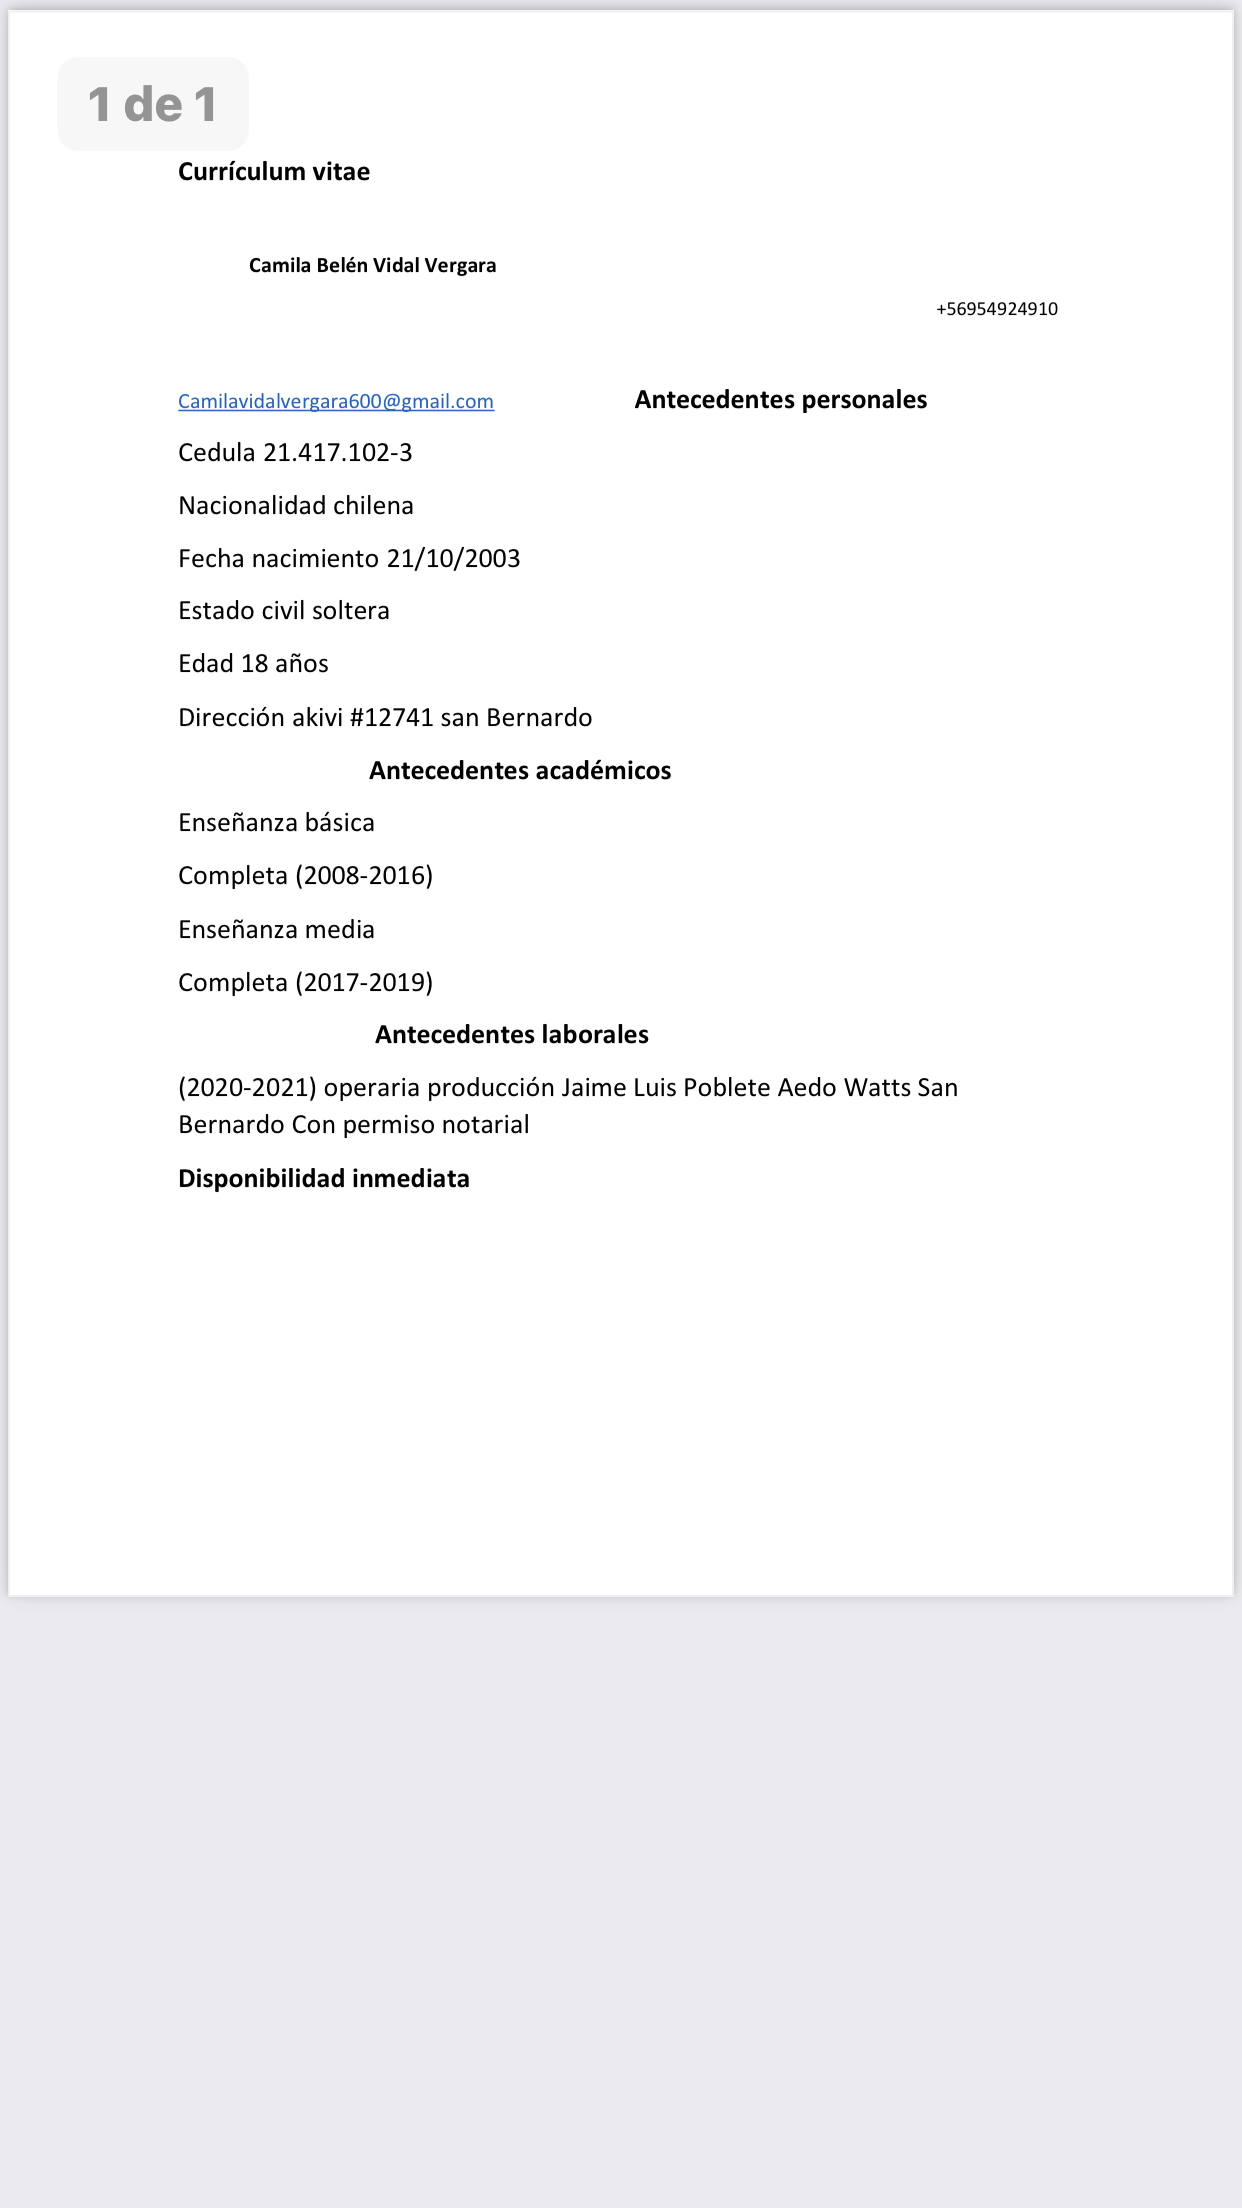 1 de 1
Currículum vitae
Camila Belén Vidal Vergara
+56954924910
Camilavidalvergara600@gmail.com Antecedentes personales
Cedula 21.417.102-3
Nacionalidad chilena
Fecha nacimiento 21/10/2003
Estado civil soltera
Edad 18 años
Dirección akivi #12741 san Bernardo
Antecedentes académicos
Enseñanza básica
Completa (2008-2016)
Enseñanza media
Completa (2017-2019)
Antecedentes laborales
(2020-2021) operaria producción Jaime Luis Poblete Aedo Watts San
Bernardo Con permiso notarial
Disponibilidad inmediata